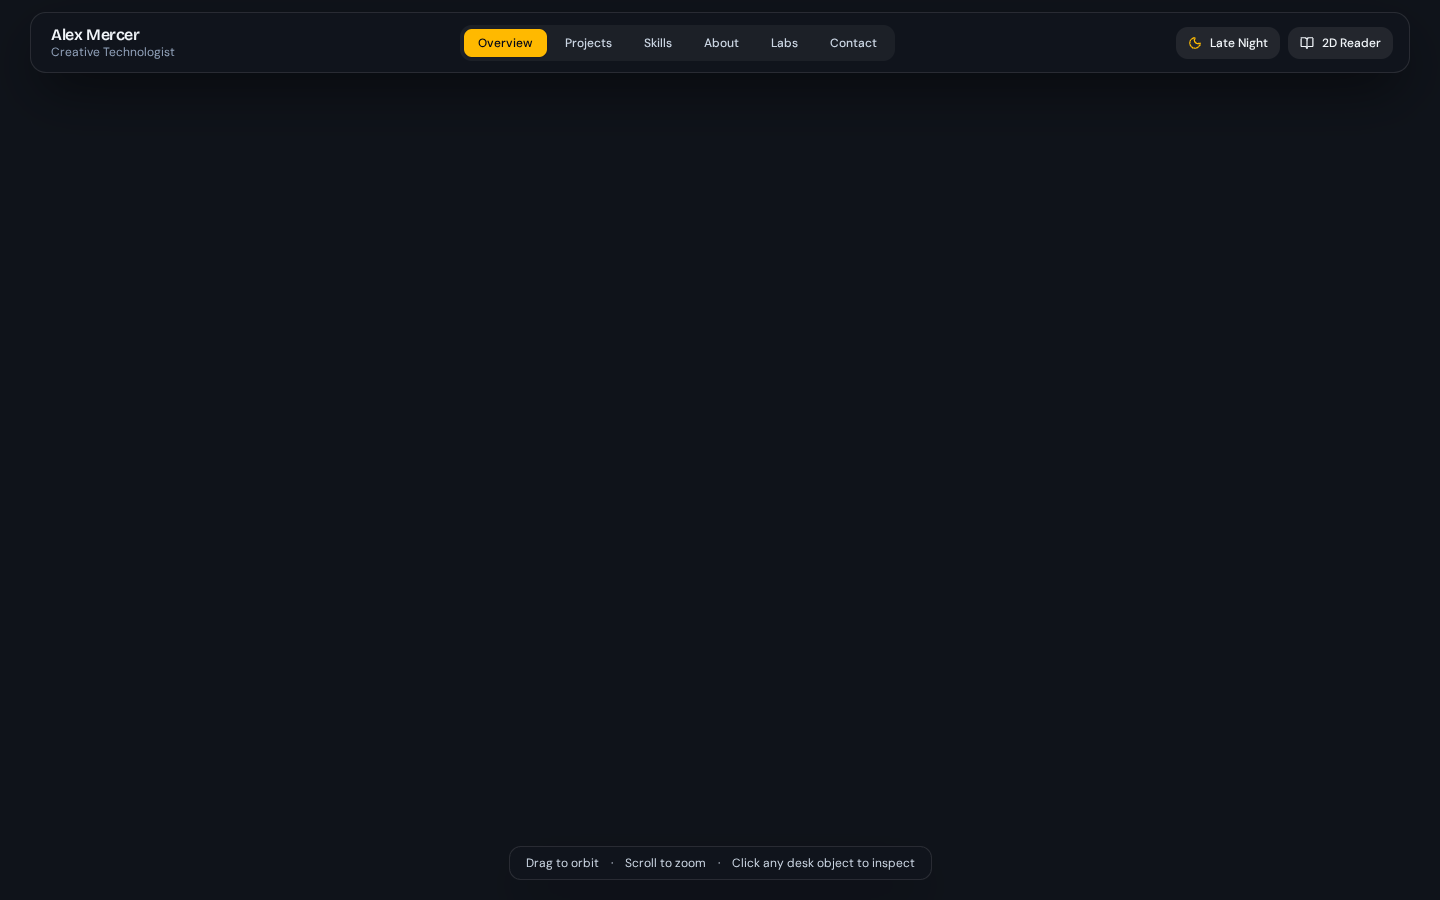 Alex Mercer
Creative Technologist
Overview
Projects
Skills
About
Labs
Contact
Late Night
2D Reader
Drag to orbit · Scroll to zoom · Click any desk object to inspect